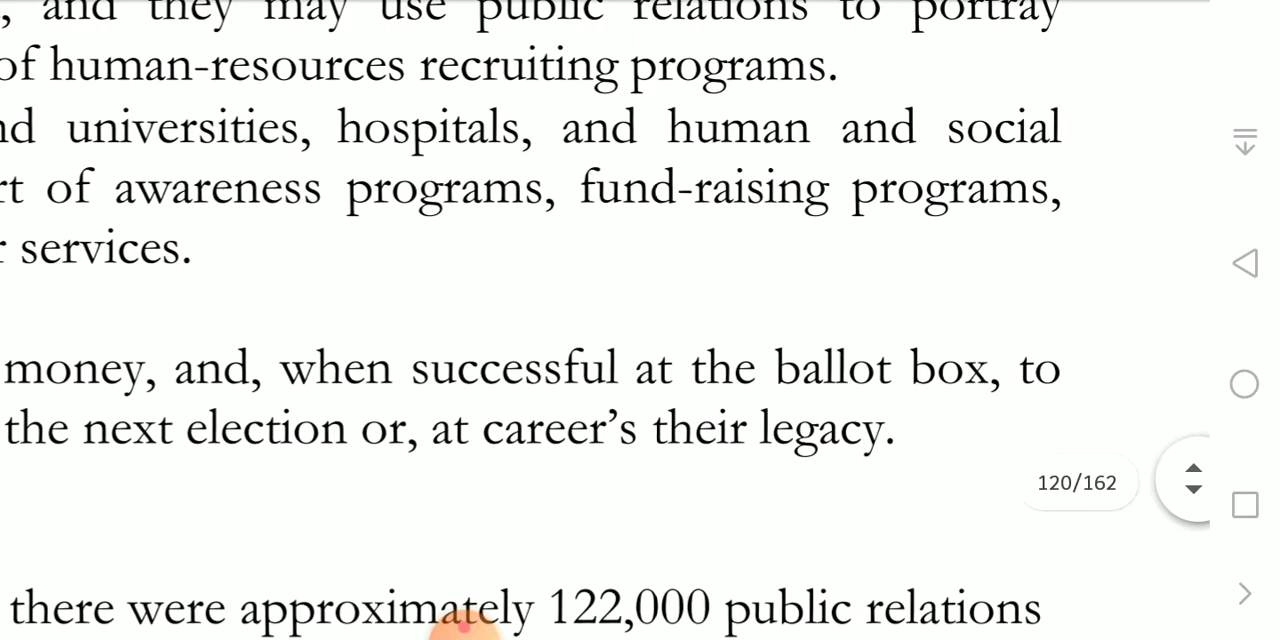 , and they may use public relations to portray
of human-resources recruiting programs.
nd universities, hospitals, and human and social
rt of awareness programs, fund-raising programs,
r services.
money, and, when successful at the ballot box, to
the next election or, at career’s their legacy.
120/162
there were approximately 122,000 public relations